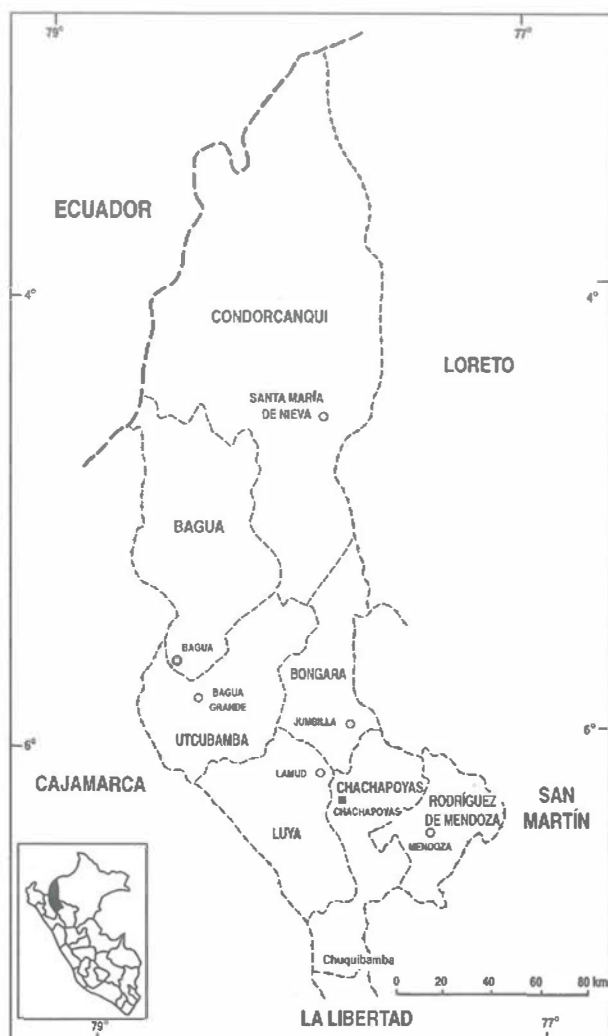 79°
77°
ECUADOR
4°
4°
CONDORCANQUI
LORETO
SANTA MARÍA
DE NIEVA
BAGUA
BAGUA
BONGARA
BAGUA
GRANDE
JUMBILLA
UTCUBAMBA
6°
6°
LAMUD
CAJAMARCA
CHACHAPOYAS
CHACHAPOYAS
RODRÍGUEZ
DE MENDOZA
SAN
MARTÍN
LUYA
MENDOZA
Chuquibamba
0 20 40 60 80 km
LA LIBERTAD
79°
77°